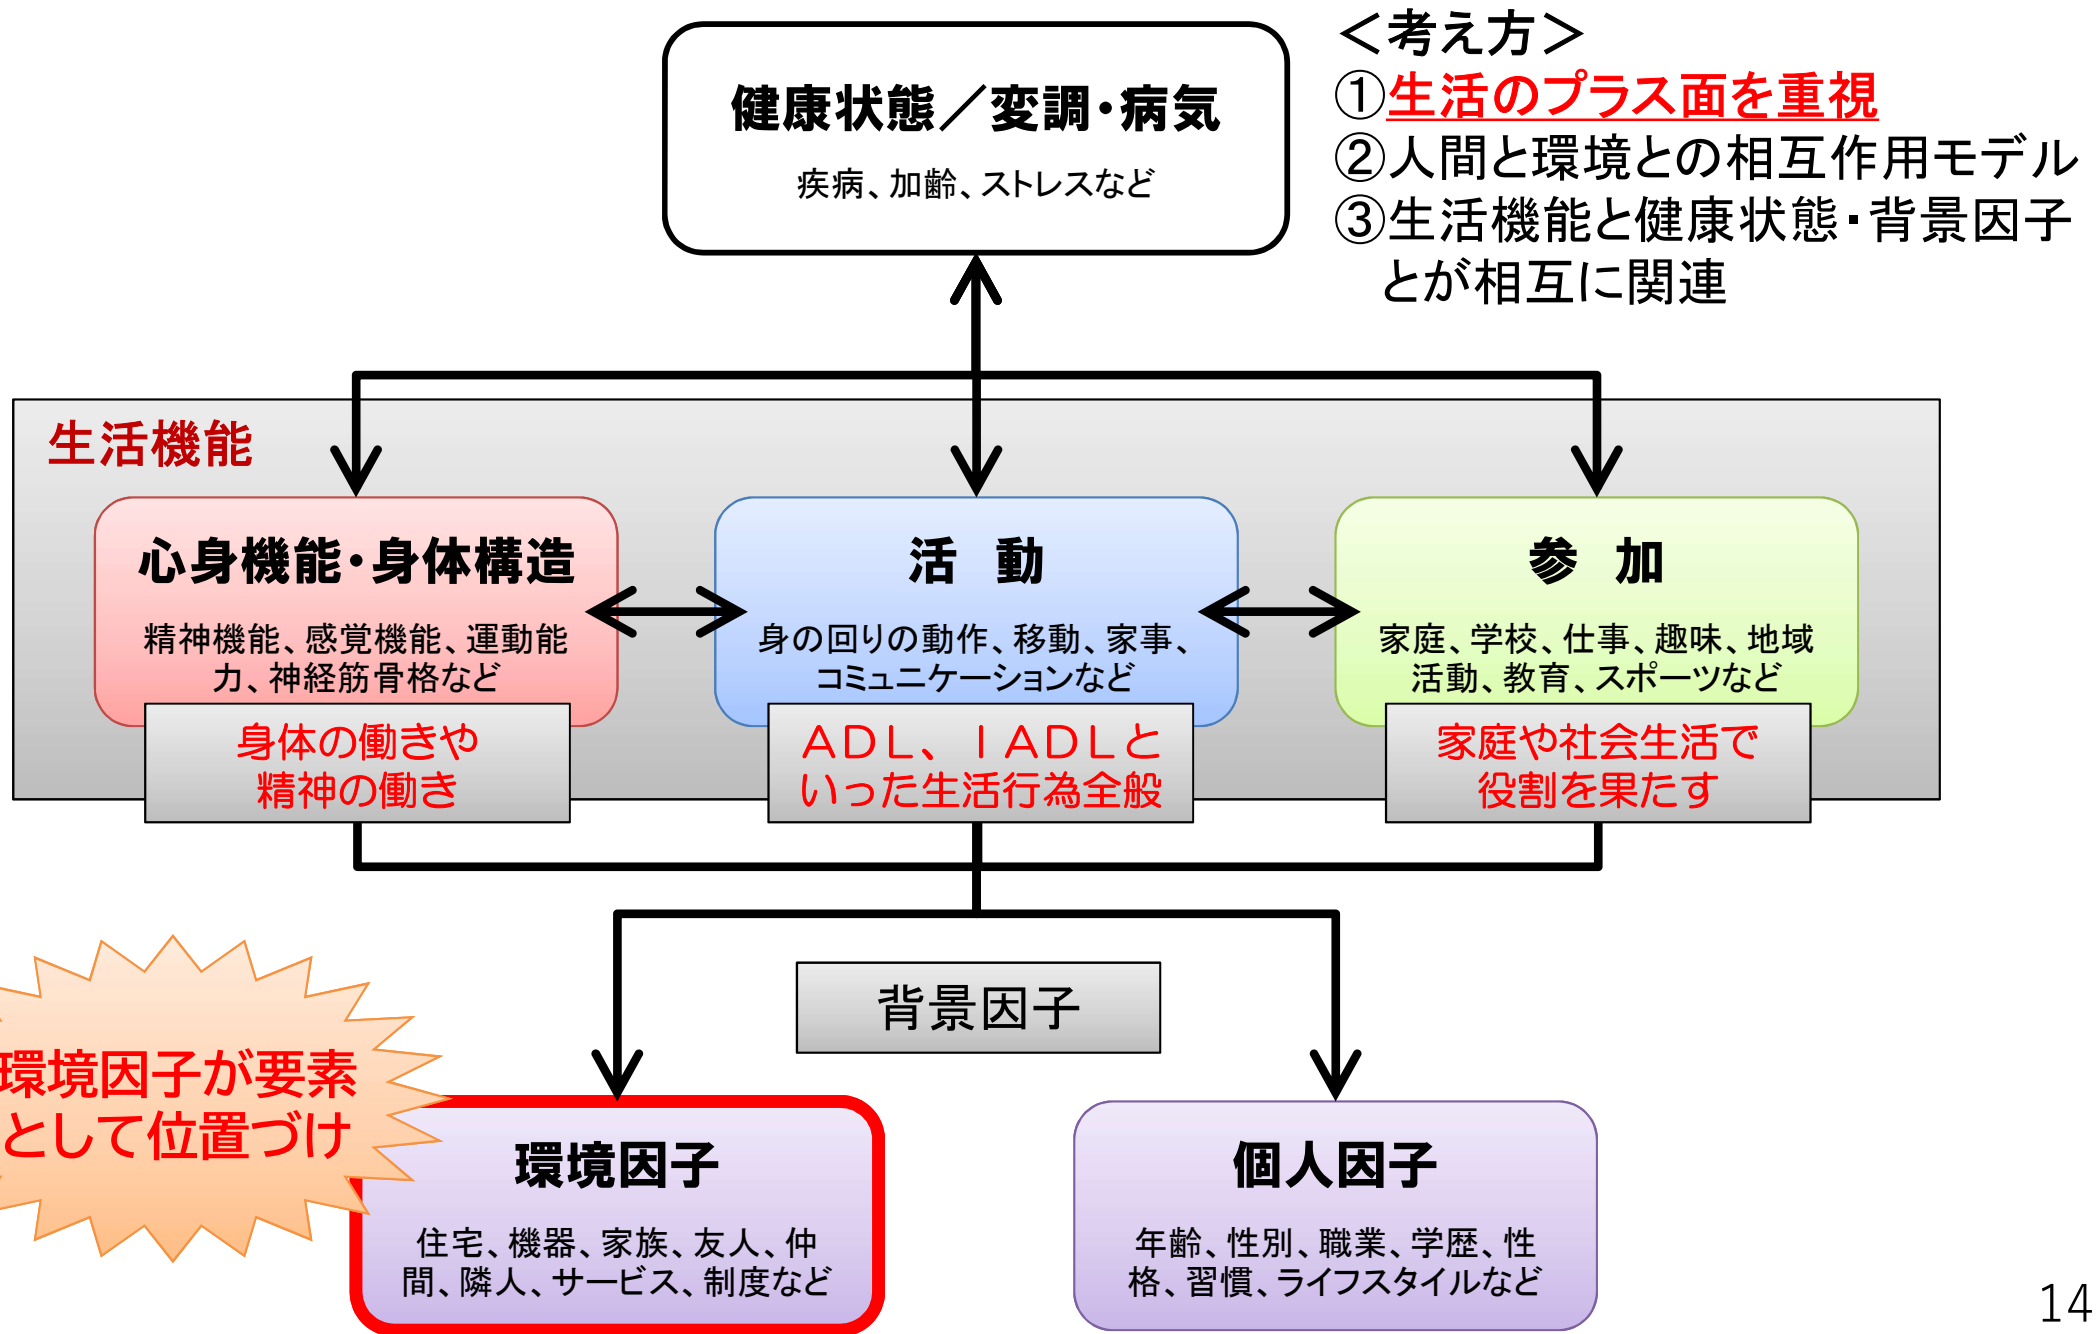 健康状態／変調・病気
疾病、加齢、ストレスなど
＜考え方＞
①生活のプラス面を重視
②人間と環境との相互作用モデル
③生活機能と健康状態・背景因子
とが相互に関連
生活機能
心身機能・身体構造
精神機能、感覚機能、運動能
力、神経筋骨格など
身体の働きや
精神の働き
活　動
身の回りの動作、移動、家事、
コミュニケーションなど
ＡＤＬ、ＩＡＤＬと
いった生活行為全般
参　加
家庭、学校、仕事、趣味、地域
活動、教育、スポーツなど
家庭や社会生活で
役割を果たす
背景因子
環境因子が要素
として位置づけ
環境因子
住宅、機器、家族、友人、仲
間、隣人、サービス、制度など
個人因子
年齢、性別、職業、学歴、性
格、習慣、ライフスタイルなど
14